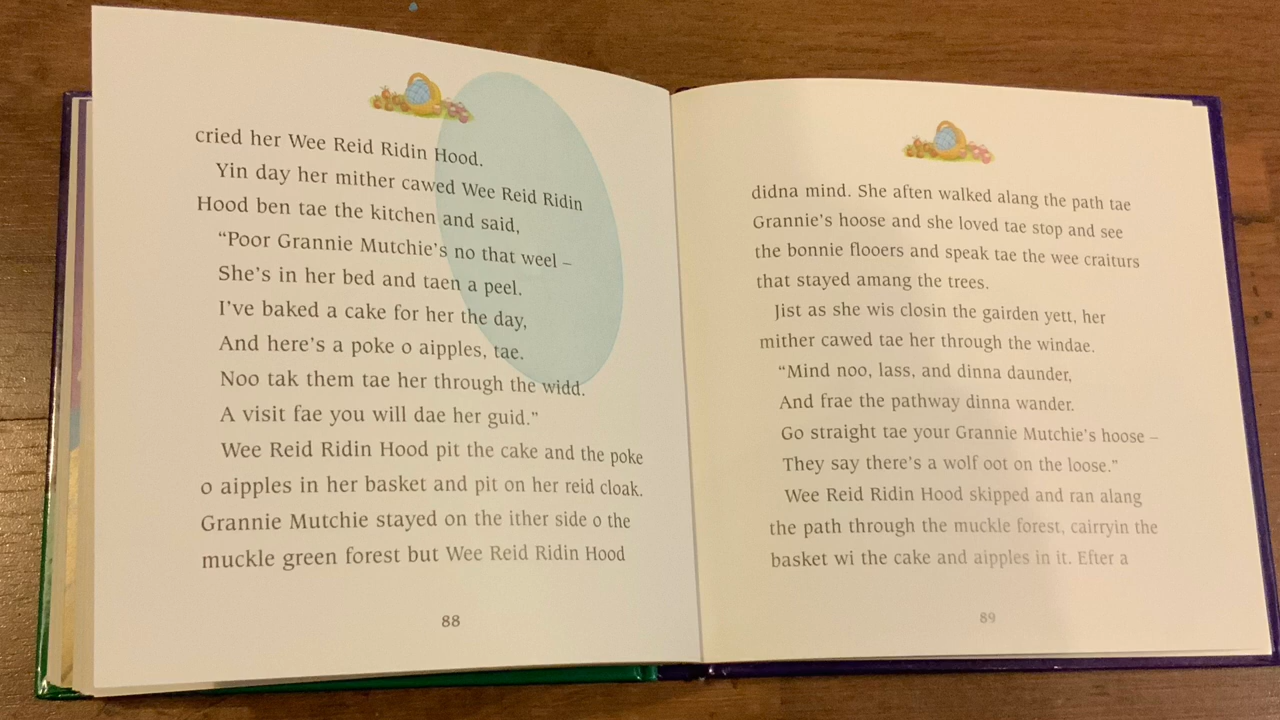 cried her Wee Reid Ridin Hood.
Yin day her mither cawed Wee Reid Ridin
Hood ben tae the kitchen and said,
“Poor Grannie Mutchie’s no that weel –
She’s in her bed and taen a peel.
I’ve baked a cake for her the day,
And here’s a poke o aipples, tae.
Noo tak them tae her through the widd.
A visit fae you will dae her guid.”
Wee Reid Ridin Hood pit the cake and the poke
o aipples in her basket and pit on her reid cloak.
Grannie Mutchie stayed on the ither side o the
muckle green forest but Wee Reid Ridin Hood
88
didna mind. She aften walked alang the path tae
Grannie’s hoose and she loved tae stop and see
the bonnie flooers and speak tae the wee craiturs
that stayed amang the trees.
Jist as she wis closin the gairden yett, her
mither cawed tae her through the windae.
“Mind noo, lass, and dinna daunder,
And frae the pathway dinna wander.
Go straight tae your Grannie Mutchie’s hoose –
They say there’s a wolf oot on the loose.”
Wee Reid Ridin Hood skipped and ran alang
the path through the muckle forest, cairryin the
basket wi the cake and aipples in it. Efter a
89